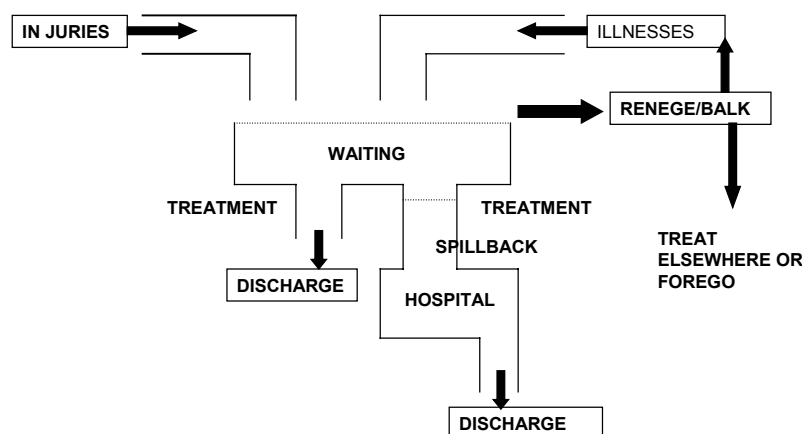 IN JURIES
ILLNESSES
RENEGE/BALK
WAITING
TREATMENT
TREATMENT
SPILLBACK
TREAT
ELSEWHERE OR
FOREGO
DISCHARGE
HOSPITAL
DISCHARGE